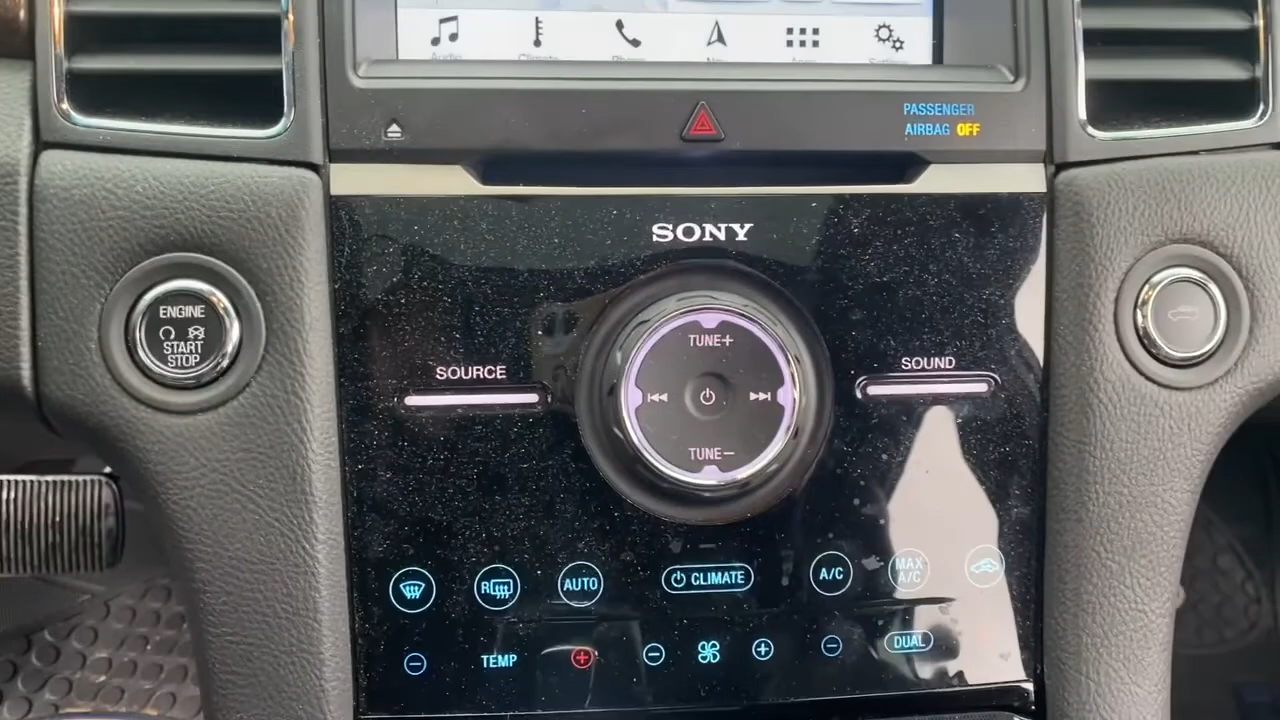 PASSENGER
AIRBAG OFF
SONY
ENGINE
START
STOP
SOURCE
TUNE+
SOUND
TUNE−
R
AUTO
CLIMATE
A/C
MAX
A/C
TEMP
DUAL